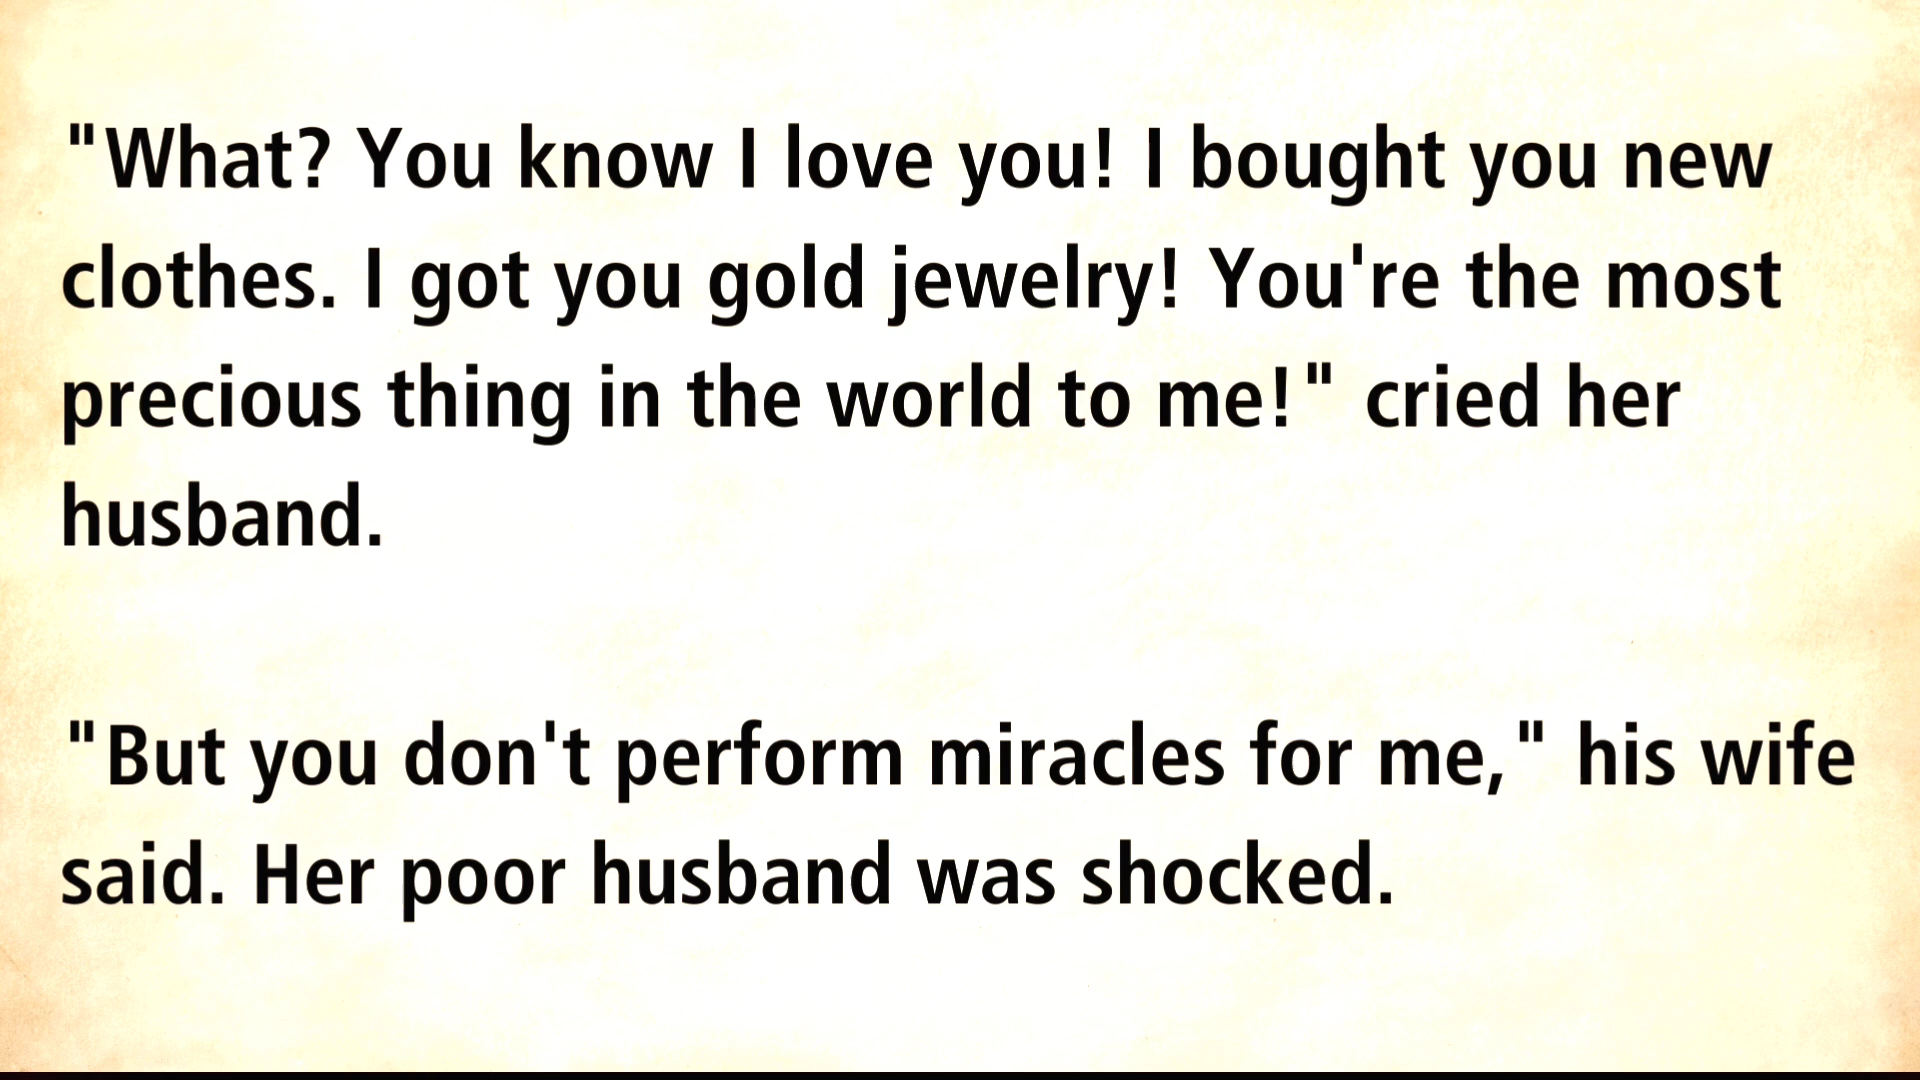 "What? You know I love you! I bought you new
clothes. I got you gold jewelry! You're the most
precious thing in the world to me!" cried her
husband.
"But you don't perform miracles for me," his wife
said. Her poor husband was shocked.